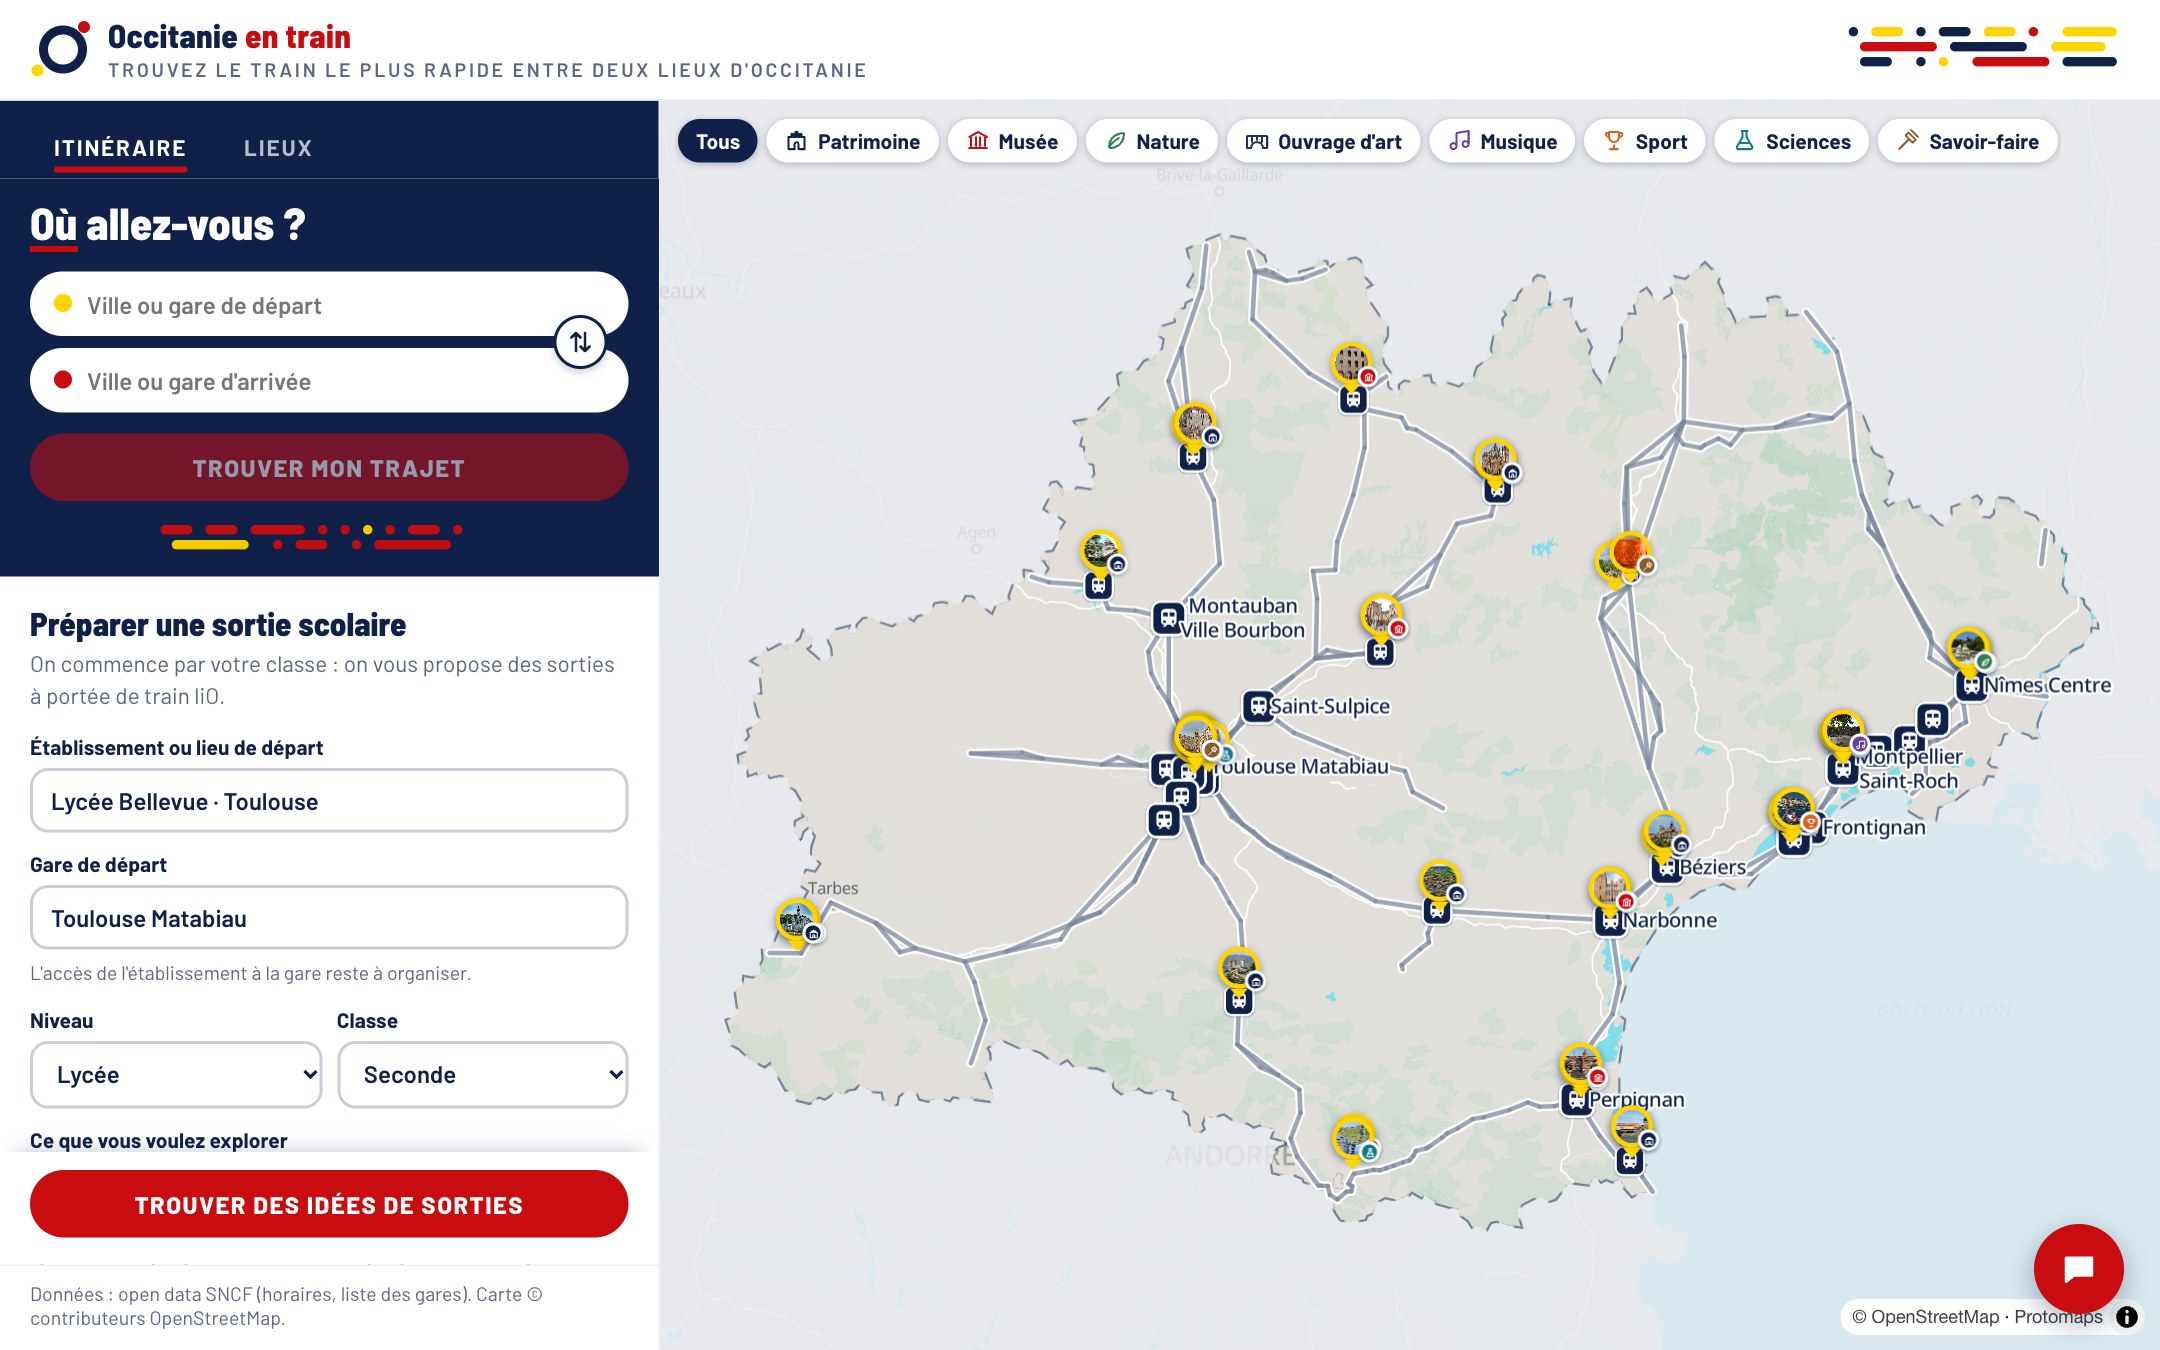 Occitanie en train
TROUVEZ LE TRAIN LE PLUS RAPIDE ENTRE DEUX LIEUX D'OCCITANIE
ITINÉRAIRE
LIEUX
Où allez-vous ?
Ville ou gare de départ
Ville ou gare d'arrivée
TROUVER MON TRAJET
Préparer une sortie scolaire
On commence par votre classe : on vous propose des sorties
à portée de train liO.
Établissement ou lieu de départ
Lycée Bellevue · Toulouse
Gare de départ
Toulouse Matabiau
L'accès de l'établissement à la gare reste à organiser.
Niveau
Classe
Lycée
Seconde
Ce que vous voulez explorer
TROUVER DES IDÉES DE SORTIES
Données : open data SNCF (horaires, liste des gares). Carte ©
contributeurs OpenStreetMap.
Tous
Patrimoine
Musée
Nature
Ouvrage d'art
Musique
Sport
Sciences
Savoir-faire
Brive-la-Gaillarde
eaux
Agen
Montauban
Ville Bourbon
Saint-Sulpice
Toulouse Matabiau
Nîmes Centre
Montpellier
Saint-Roch
Frontignan
Béziers
Narbonne
Tarbes
GOLFE DU LION
Perpignan
ANDORRE
© OpenStreetMap · Protomaps